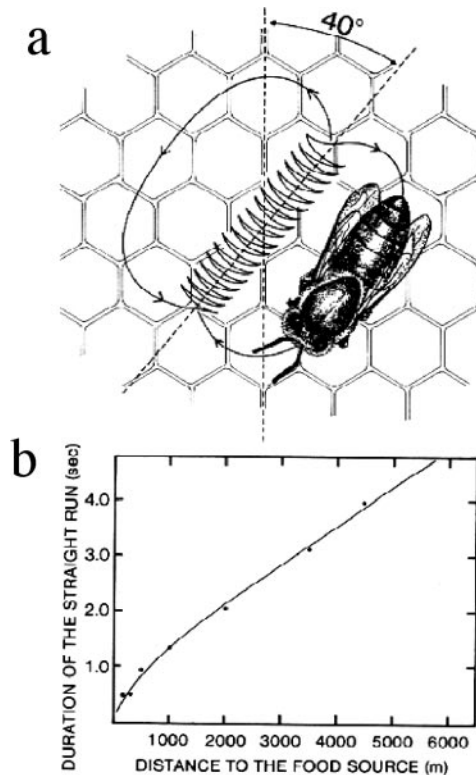 a
40°
b
DURATION OF THE STRAIGHT RUN (sec)
4.0
3.0
2.0
1.0
1000 2000 3000 4000 5000 6000
DISTANCE TO THE FOOD SOURCE (m)